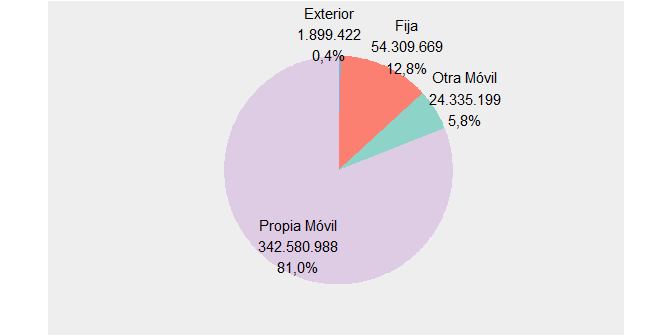 Exterior
1.899.422
0,4%
Fija
54.309.669
12,8%
Otra Móvil
24.335.199
5,8%
Propia Móvil
342.580.988
81,0%